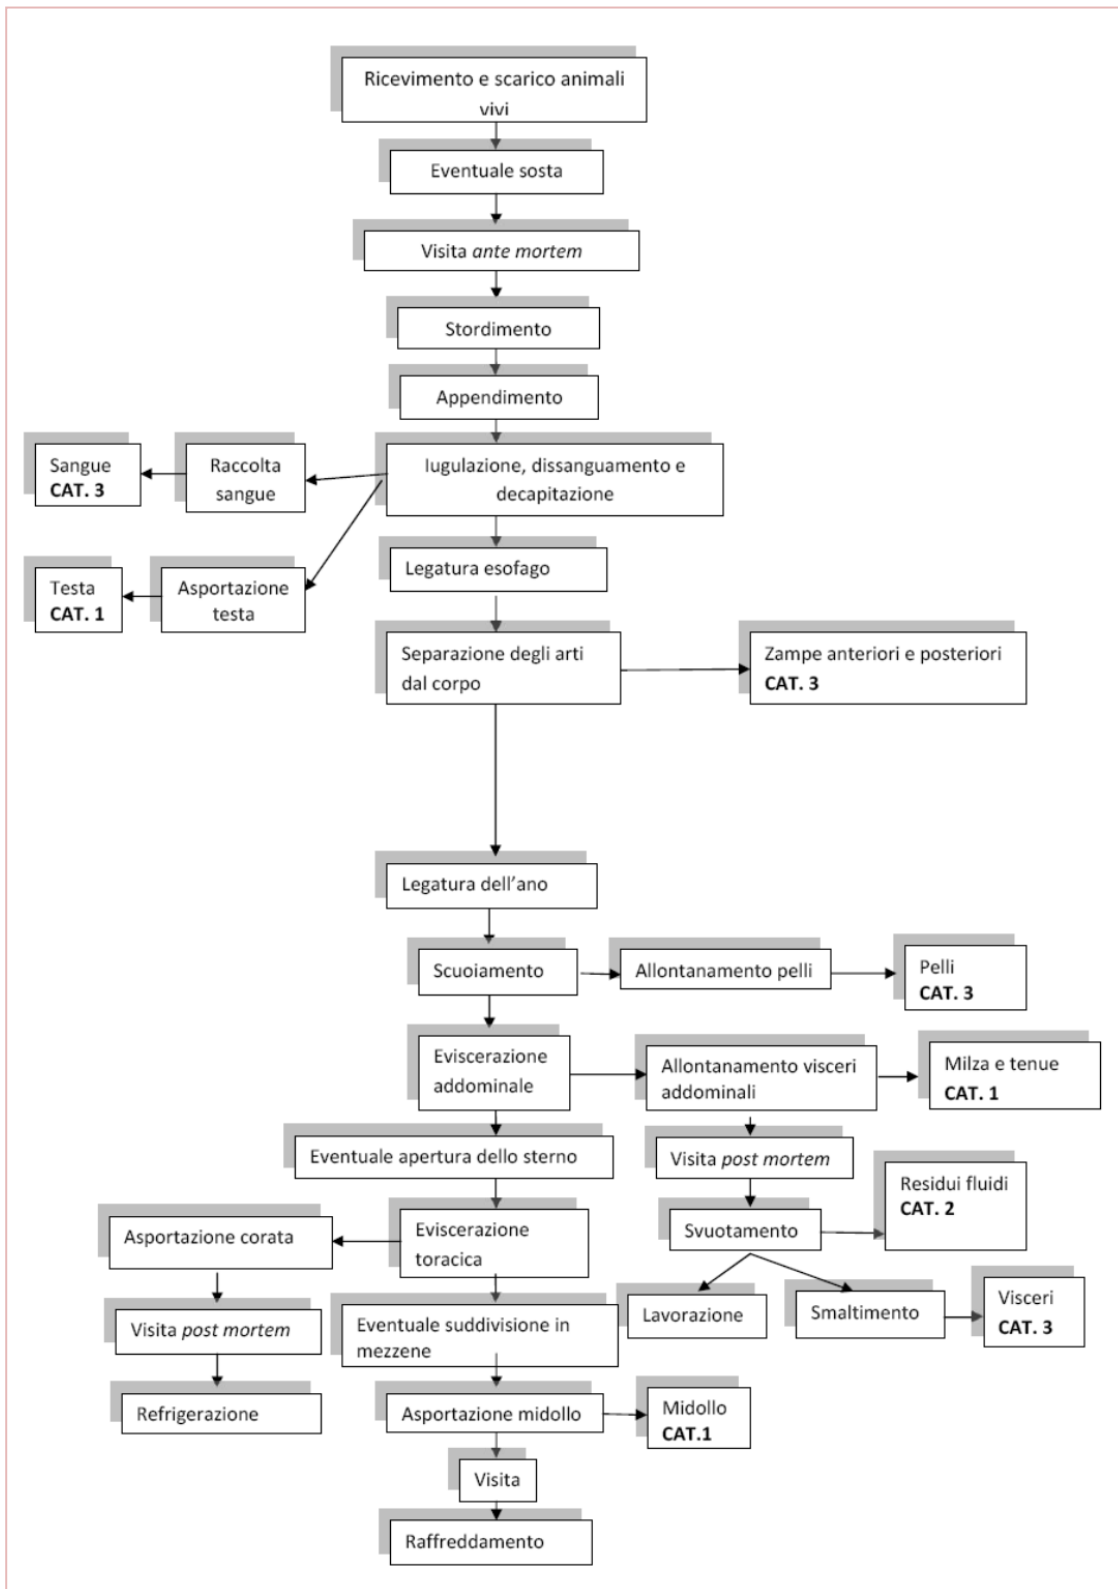 Ricevimento e scarico animali
vivi
Eventuale sosta
Visita ante mortem
Stordimento
Appendimento
Sangue
CAT. 3
Raccolta
sangue
Iugulazione, dissanguamento e
decapitazione
Legatura esofago
Testa
CAT. 1
Asportazione
testa
Separazione degli arti
dal corpo
Zampe anteriori e posteriori
CAT. 3
Legatura dell’ano
Scuoiamento
Allontanamento pelli
Pelli
CAT. 3
Eviscerazione
addominale
Allontanamento visceri
addominali
Milza e tenue
CAT. 1
Eventuale apertura dello sterno
Visita post mortem
Residui fluidi
CAT. 2
Asportazione corata
Eviscerazione
toracica
Svuotamento
Visita post mortem
Eventuale suddivisione in
mezzene
Lavorazione
Smaltimento
Visceri
CAT. 3
Refrigerazione
Asportazione midollo
Midollo
CAT.1
Visita
Raffreddamento